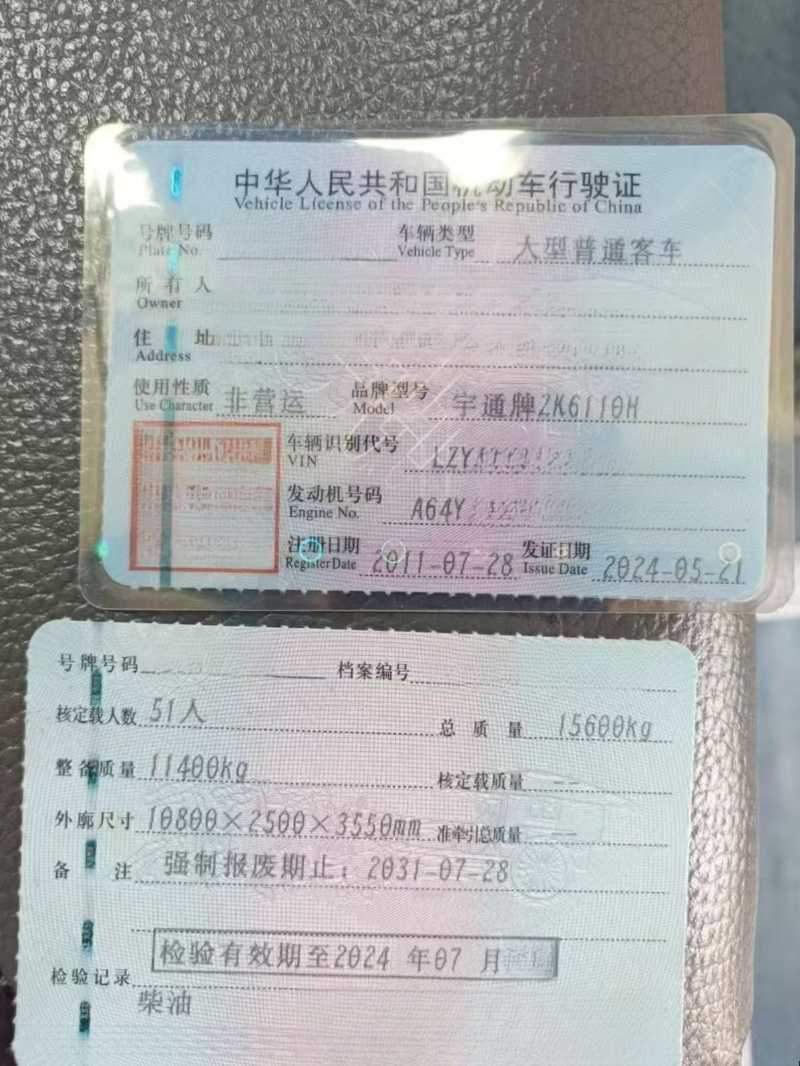 中华人民共和国机动车行驶证
Vehicle License of the People's Republic of China
号牌号码 车辆类型 大型普通客车
Plate No. Vehicle Type
所有人
Owner
住址
Address
使用性质 非营运 品牌型号 宇通牌ZK6110H
Use Character Model
车辆识别代号 LZY
VIN
发动机号码 A64Y
Engine No.
注册日期 2011-07-28 发证日期 2024-05-21
Register Date Issue Date
号牌号码 档案编号
核定载人数 51人 总质量 15600kg
整备质量 11400kg 核定载质量 --
外廓尺寸 10800×2500×3550mm 准牵引总质量 --
备注 强制报废期止：2031-07-28
检验有效期至2024年07月
检验记录
柴油